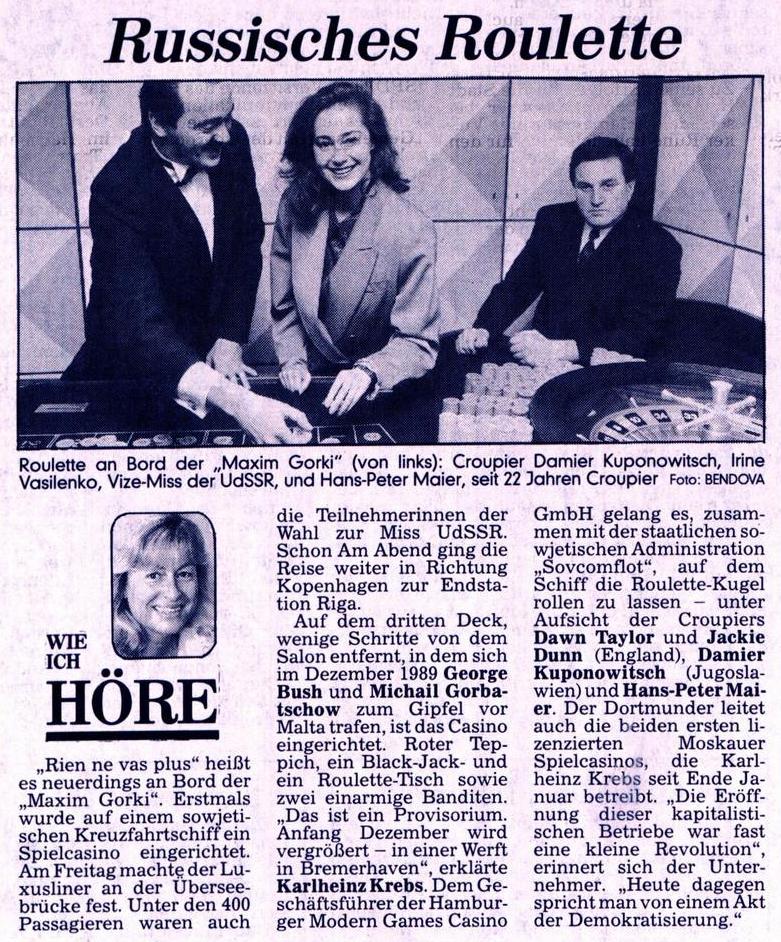 Russisches Roulette
Roulette an Bord der „Maxim Gorki“ (von links): Croupier Damier Kuponowitsch, Irine
Vasilenko, Vize-Miss der UdSSR, und Hans-Peter Maier, seit 22 Jahren Croupier Foto: BENDOVA
WIE
ICH
HÖRE
„Rien ne vas plus“ heißt
es neuerdings an Bord der
„Maxim Gorki“. Erstmals
wurde auf einem sowjeti-
schen Kreuzfahrtschiff ein
Spielcasino eingerichtet.
Am Freitag machte der Lu-
xusliner an der Übersee-
brücke fest. Unter den 400
Passagieren waren auch
die Teilnehmerinnen der
Wahl zur Miss UdSSR.
Schon Am Abend ging die
Reise weiter in Richtung
Kopenhagen zur Endsta-
tion Riga.
Auf dem dritten Deck,
wenige Schritte von dem
Salon entfernt, in dem sich
im Dezember 1989 George
Bush und Michail Gorba-
tschow zum Gipfel vor
Malta trafen, ist das Casino
eingerichtet. Roter Tep-
pich, ein Black-Jack- und
ein Roulette-Tisch sowie
zwei einarmige Banditen.
„Das ist ein Provisorium.
Anfang Dezember wird
vergrößert – in einer Werft
in Bremerhaven“, erklärte
Karlheinz Krebs. Dem Ge-
schäftsführer der Hambur-
ger Modern Games Casino
GmbH gelang es, zusam-
men mit der staatlichen so-
wjetischen Administration
„Sovcomflot“, auf dem
Schiff die Roulette-Kugel
rollen zu lassen – unter
Aufsicht der Croupiers
Dawn Taylor und Jackie
Dunn (England), Damier
Kuponowitsch (Jugosla-
wien) und Hans-Peter Mai-
er. Der Dortmunder leitet
auch die beiden ersten li-
zenzierten Moskauer
Spielcasinos, die Karl-
heinz Krebs seit Ende Ja-
nuar betreibt. „Die Eröff-
nung dieser kapitalisti-
schen Betriebe war fast
eine kleine Revolution“,
erinnert sich der Unter-
nehmer. „Heute dagegen
spricht man von einem Akt
der Demokratisierung.“